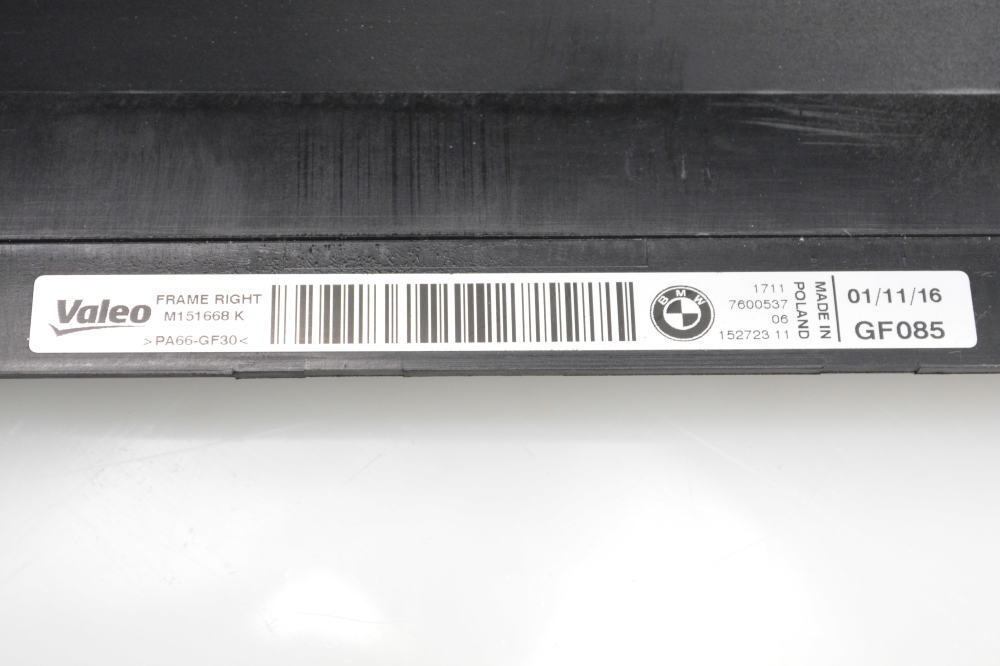 Valeo
FRAME RIGHT
M151668 K
>PA66-GF30<
BMW
1711
7600537
06
152723 11
MADE IN
POLAND
01/11/16
GF085